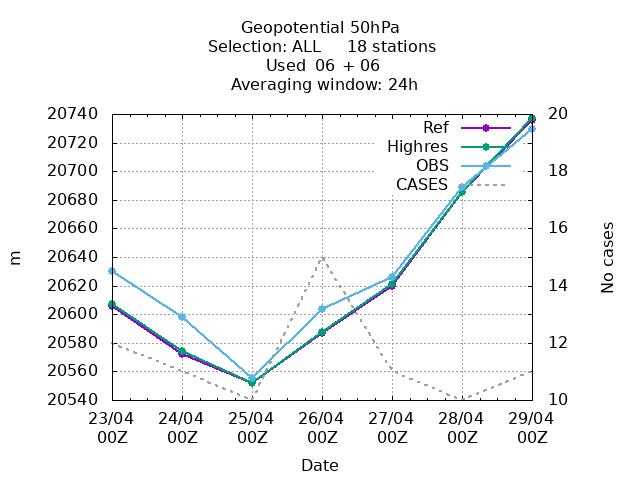 Geopotential 50hPa
Selection: ALL     18 stations
Used  06 + 06
Averaging window: 24h
20740
20720
20700
20680
20660
20640
20620
20600
20580
20560
20540
m
Ref
Highres
OBS
CASES
20
18
16
14
12
10
No cases
23/04 24/04 25/04 26/04 27/04 28/04 29/04
00Z 00Z 00Z 00Z 00Z 00Z 00Z
Date